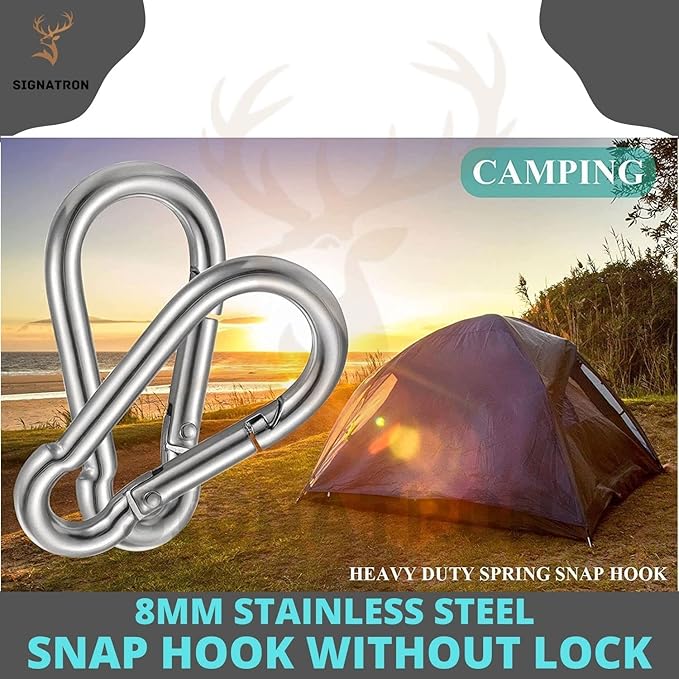 SIGNATRON
CAMPING
HEAVY DUTY SPRING SNAP HOOK
8MM STAINLESS STEEL
SNAP HOOK WITHOUT LOCK